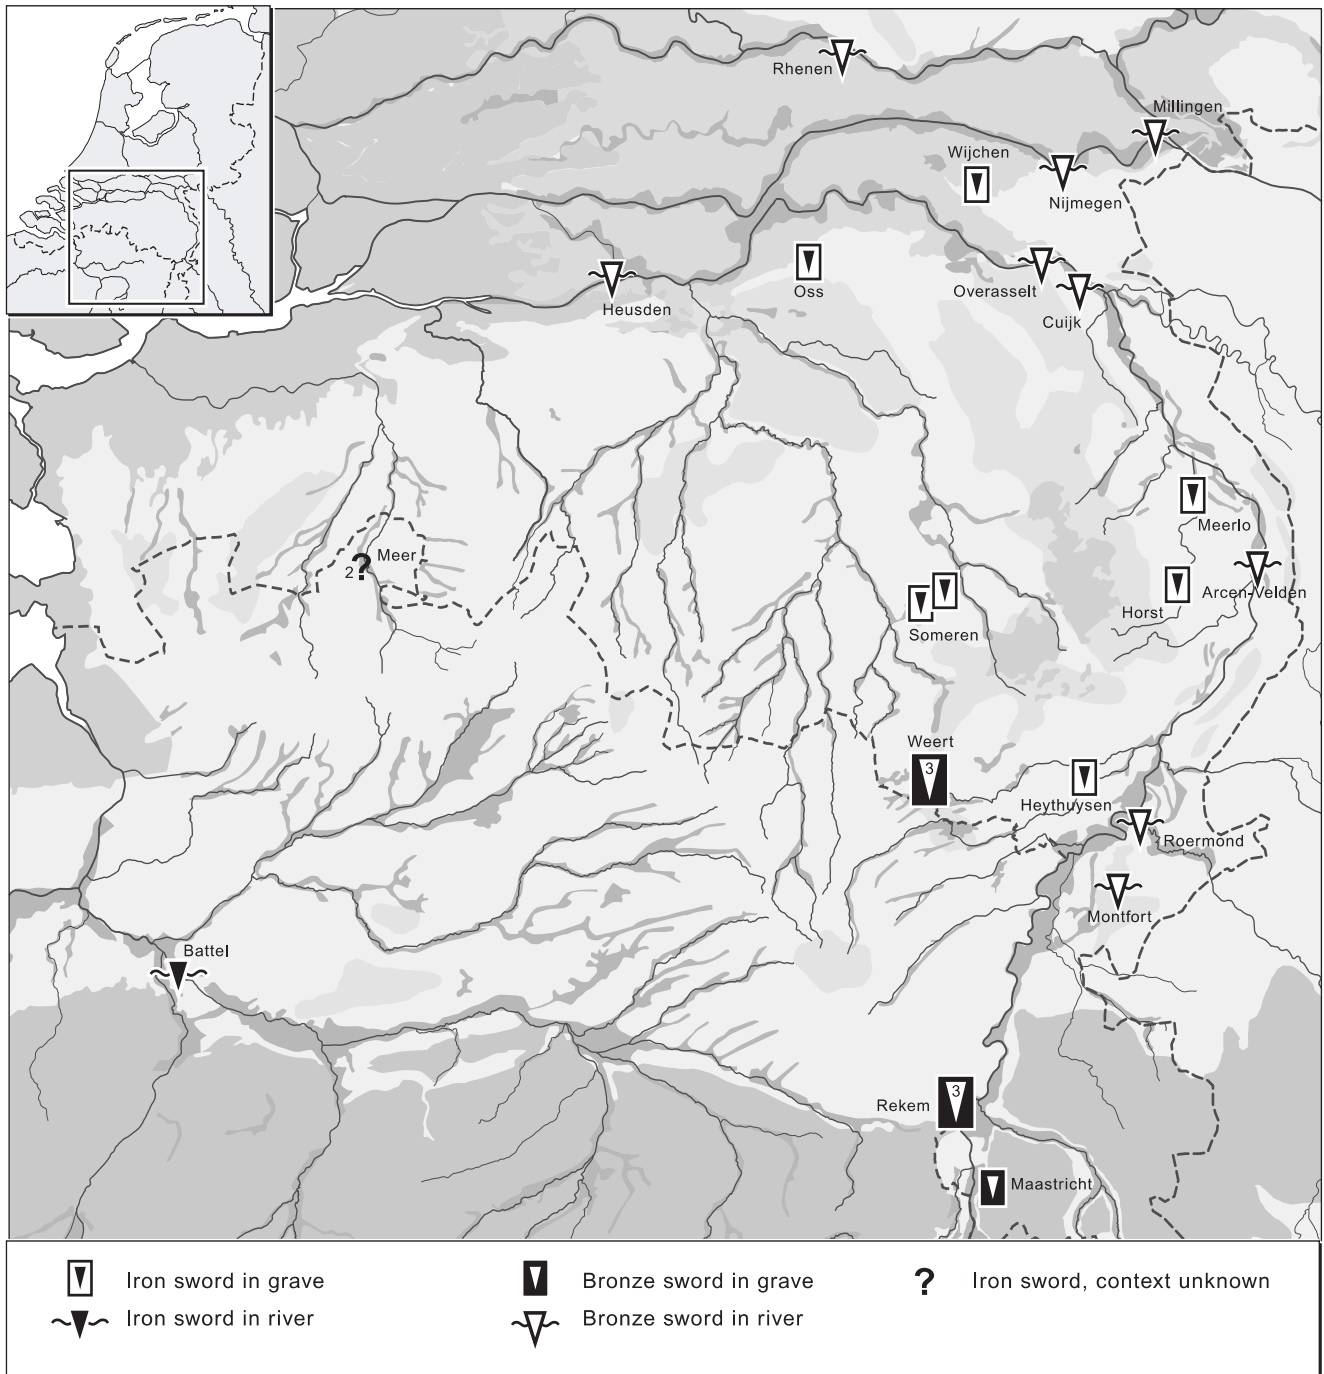 Rhenen
Millingen
Wijchen
Nijmegen
Oss
Overasselt
Heusden
Cuijk
Meerlo
2 ? Meer
Arcen-Velden
Horst
Someren
Weert
3
Heythuysen
Roermond
Montfort
Battel
Rekem
3
Maastricht
Iron sword in grave
Bronze sword in grave
? Iron sword, context unknown
Iron sword in river
Bronze sword in river